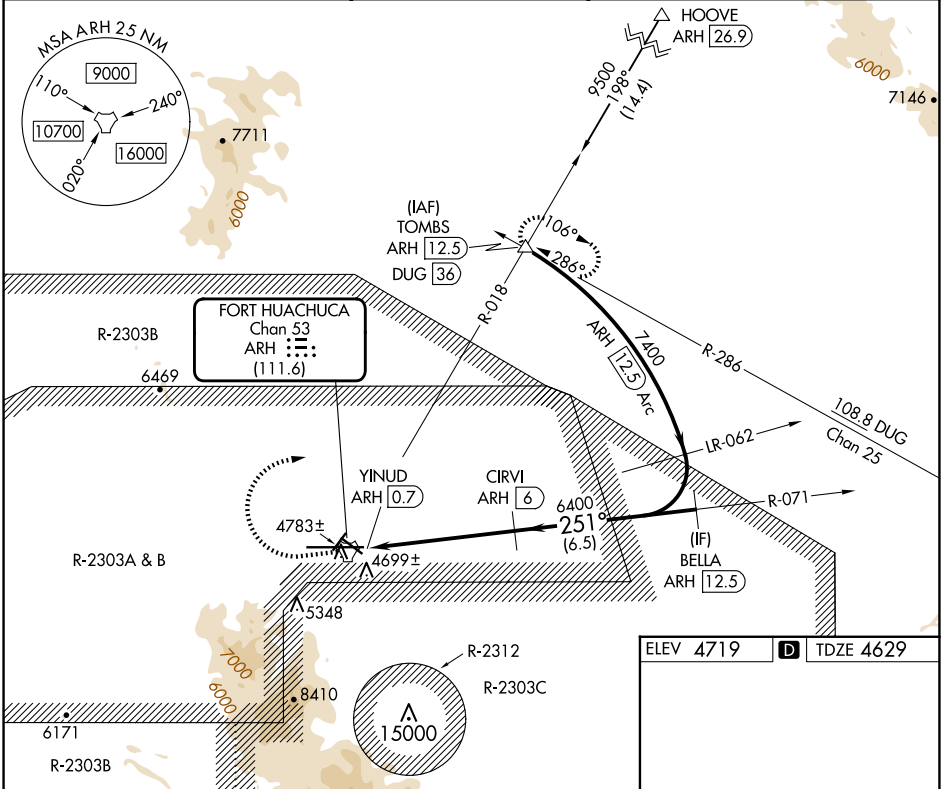 MSA ARH 25 NM
9000
110°
240°
10700
16000
020°
7711
6000
HOOVE
ARH 26.9
9500
198°
(14.4)
6000
7146
(IAF)
TOMBS
ARH 12.5
DUG 36
106°
286°
R-018
7400
ARH 12.5 Arc
R-286
108.8 DUG
Chan 25
R-2303B
FORT HUACHUCA
Chan 53
ARH
(111.6)
6469
LR-062
R-071
YINUD
ARH 0.7
CIRVI
ARH 6
6400
251°
(6.5)
(IF)
BELLA
ARH 12.5
4783±
4699±
R-2303A & B
5348
7000
6000
8410
R-2312
R-2303C
15000
6171
R-2303B
ELEV 4719
D
TDZE 4629